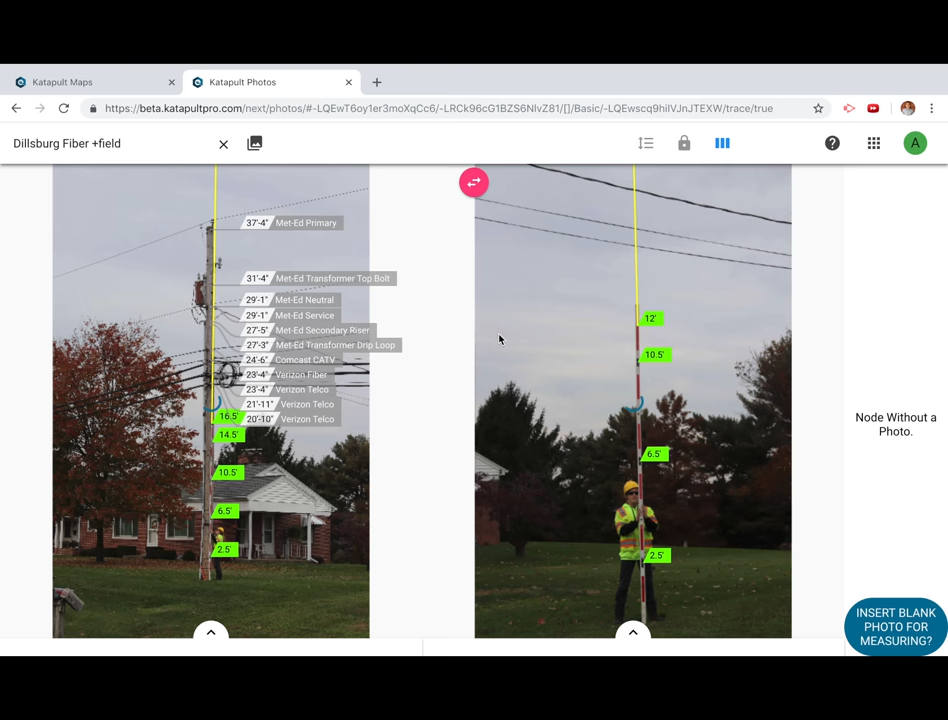 Katapult Maps
Katapult Photos
https://beta.katapultpro.com/next/photos/#-LQEwT6oy1er3moXqCc6/-LRCk96cG1BZS6NlvZ81/[]/Basic/-LQEwscq9hilVJnJTEXW/trace/true
Dillsburg Fiber +field
A
37'-4" Met-Ed Primary
31'-4" Met-Ed Transformer Top Bolt
29'-1" Met-Ed Neutral
29'-1" Met-Ed Service
27'-5" Met-Ed Secondary Riser
27'-3" Met-Ed Transformer Drip Loop
24'-6" Comcast CATV
23'-4" Verizon Fiber
23'-4" Verizon Telco
21'-11" Verizon Telco
20'-10" Verizon Telco
16.5'
14.5'
10.5'
6.5'
2.5'
12'
10.5'
6.5'
2.5'
Node Without a
Photo.
INSERT BLANK
PHOTO FOR
MEASURING?